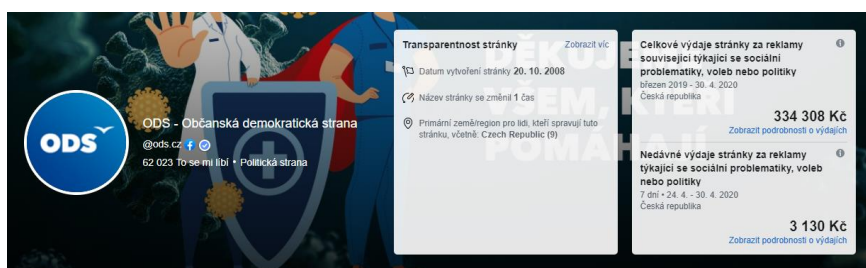 ODS
ODS - Občanská demokratická strana
@ods.cz
62 023 To se mi líbí • Politická strana
DĚKUJE
VŠEM, KTEŘÍ
POMÁHAJÍ
Transparentnost stránky Zobrazit víc
Datum vytvoření stránky 20. 10. 2008
Název stránky se změnil 1 čas
Primární země/region pro lidi, kteří spravují tuto
stránku, včetně: Czech Republic (9)
Celkové výdaje stránky za reklamy
související týkající se sociální
problematiky, voleb nebo politiky
březen 2019 - 30. 4. 2020
Česká republika
334 308 Kč
Zobrazit podrobnosti o výdajích
Nedávné výdaje stránky za reklamy
týkající se sociální problematiky, voleb
nebo politiky
7 dní • 24. 4. - 30. 4. 2020
Česká republika
3 130 Kč
Zobrazit podrobnosti o výdajích